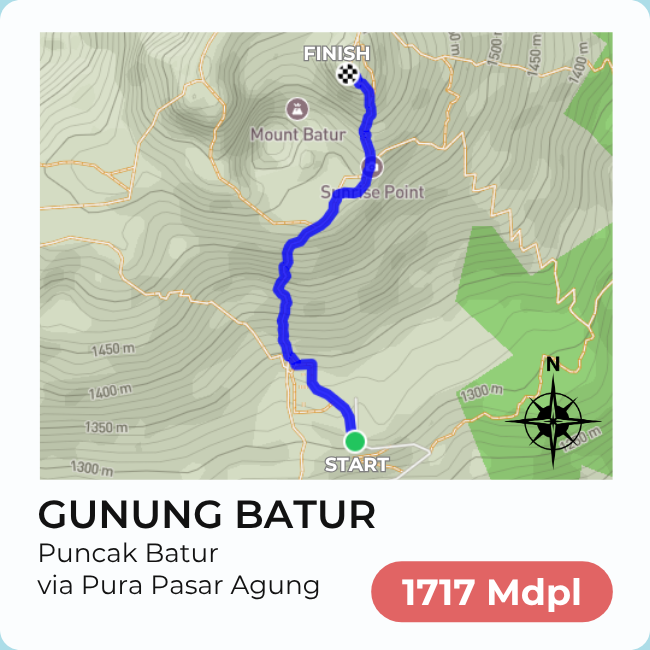 FINISH
Mount Batur
Sunrise Point
1500 m
1450 m
1400 m
1450 m
1400 m
1350 m
1300 m
1300 m
N
START
GUNUNG BATUR
Puncak Batur
via Pura Pasar Agung
1717 Mdpl